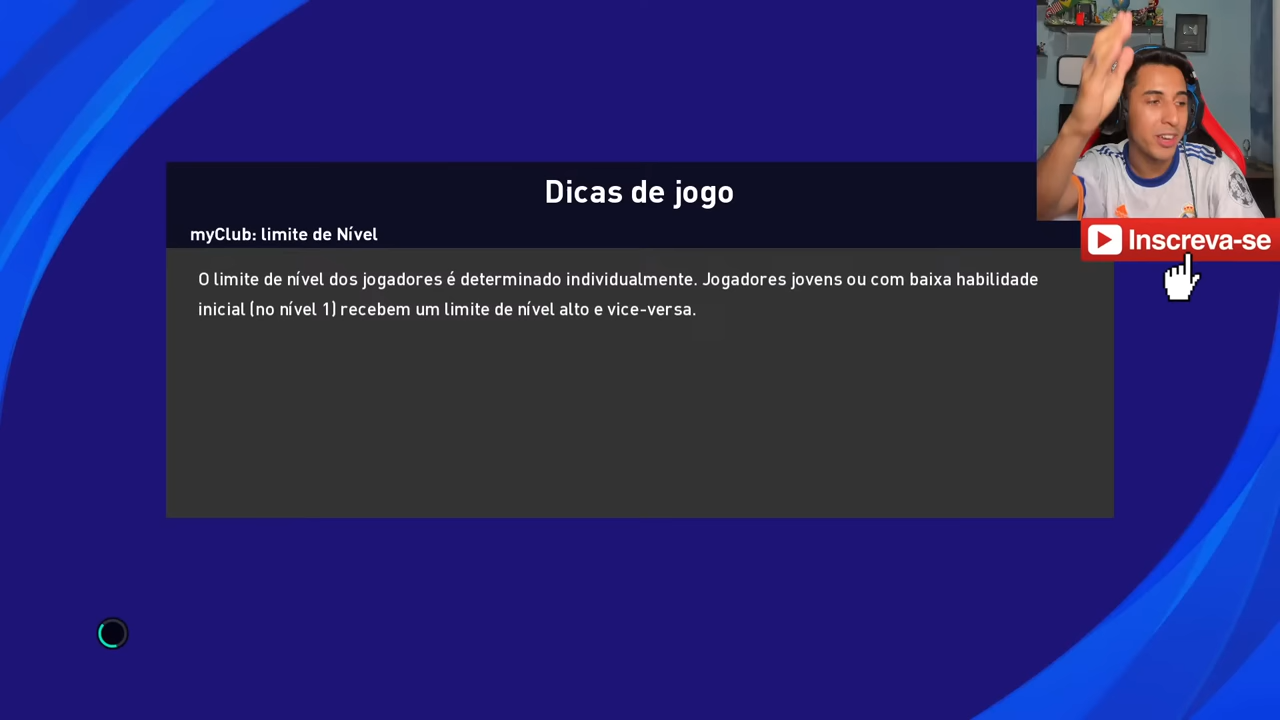 Dicas de jogo
myClub: limite de Nível
O limite de nível dos jogadores é determinado individualmente. Jogadores jovens ou com baixa habilidade
inicial (no nível 1) recebem um limite de nível alto e vice-versa.
Inscreva-se